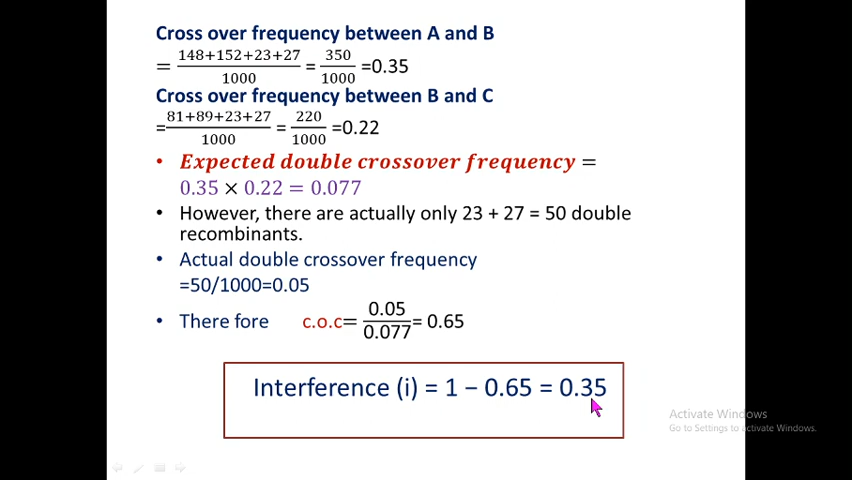 Cross over frequency between A and B
= 148+152+23+27/1000 = 350/1000 =0.35
Cross over frequency between B and C
=81+89+23+27/1000 = 220/1000 =0.22
• Expected double crossover frequency =
0.35 × 0.22 = 0.077
• However, there are actually only 23 + 27 = 50 double
recombinants.
• Actual double crossover frequency
=50/1000=0.05
• There fore c.o.c= 0.05/0.077= 0.65
Interference (i) = 1 − 0.65 = 0.35
Activate Windows
Go to Settings to activate Windows.